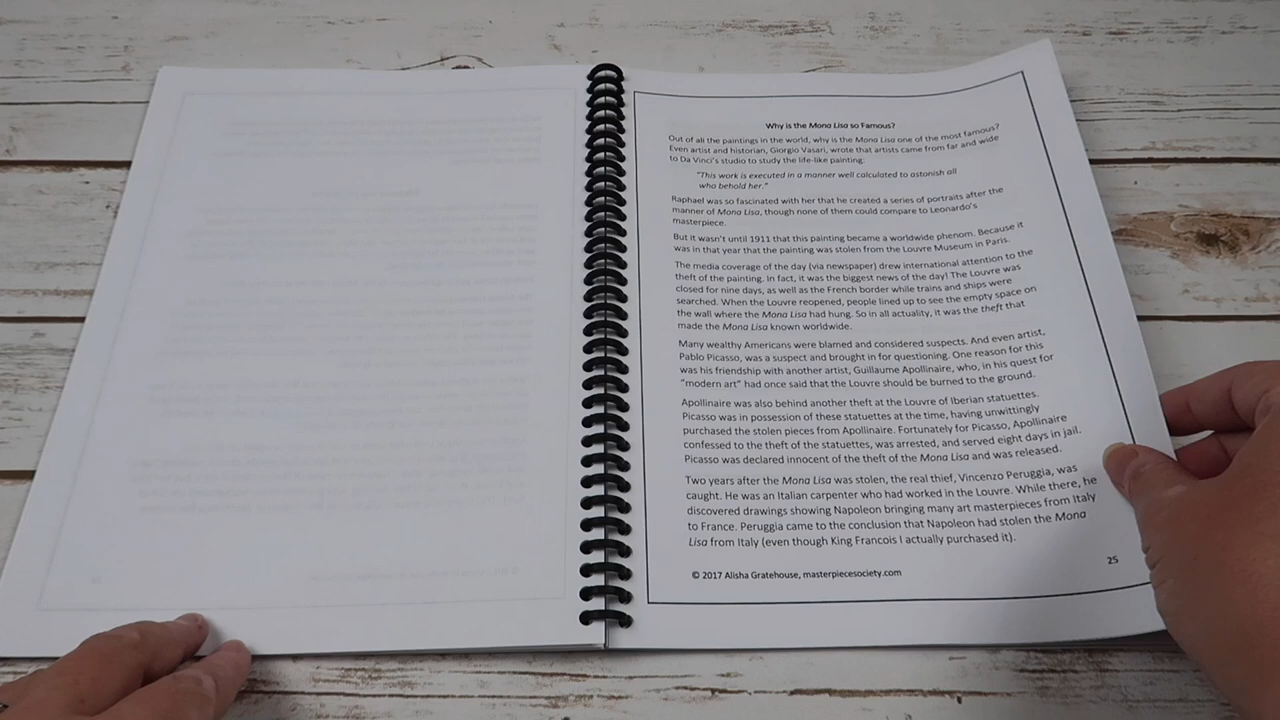 Why is the Mona Lisa so Famous?
Out of all the paintings in the world, why is the Mona Lisa one of the most famous?
Even artist and historian, Giorgio Vasari, wrote that artists came from far and wide
to Da Vinci's studio to study the life-like painting:
"This work is executed in a manner well calculated to astonish all
who behold her."
Raphael was so fascinated with her that he created a series of portraits after the
manner of Mona Lisa, though none of them could compare to Leonardo's
masterpiece.
But it wasn't until 1911 that this painting became a worldwide phenom. Because it
was in that year that the painting was stolen from the Louvre Museum in Paris.
The media coverage of the day (via newspaper) drew international attention to the
theft of the painting. In fact, it was the biggest news of the day! The Louvre was
closed for nine days, as well as the French border while trains and ships were
searched. When the Louvre reopened, people lined up to see the empty space on
the wall where the Mona Lisa had hung. So in all actuality, it was the theft that
made the Mona Lisa known worldwide.
Many wealthy Americans were blamed and considered suspects. And even artist,
Pablo Picasso, was a suspect and brought in for questioning. One reason for this
was his friendship with another artist, Guillaume Apollinaire, who, in his quest for
"modern art" had once said that the Louvre should be burned to the ground.
Apollinaire was also behind another theft at the Louvre of Iberian statuettes.
Picasso was in possession of these statuettes at the time, having unwittingly
purchased the stolen pieces from Apollinaire. Fortunately for Picasso, Apollinaire
confessed to the theft of the statuettes, was arrested, and served eight days in jail.
Picasso was declared innocent of the theft of the Mona Lisa and was released.
Two years after the Mona Lisa was stolen, the real thief, Vincenzo Peruggia, was
caught. He was an Italian carpenter who had worked in the Louvre. While there, he
discovered drawings showing Napoleon bringing many art masterpieces from Italy
to France. Peruggia came to the conclusion that Napoleon had stolen the Mona
Lisa from Italy (even though King Francois I actually purchased it).
25
© 2017 Alisha Gratehouse, masterpiecesociety.com